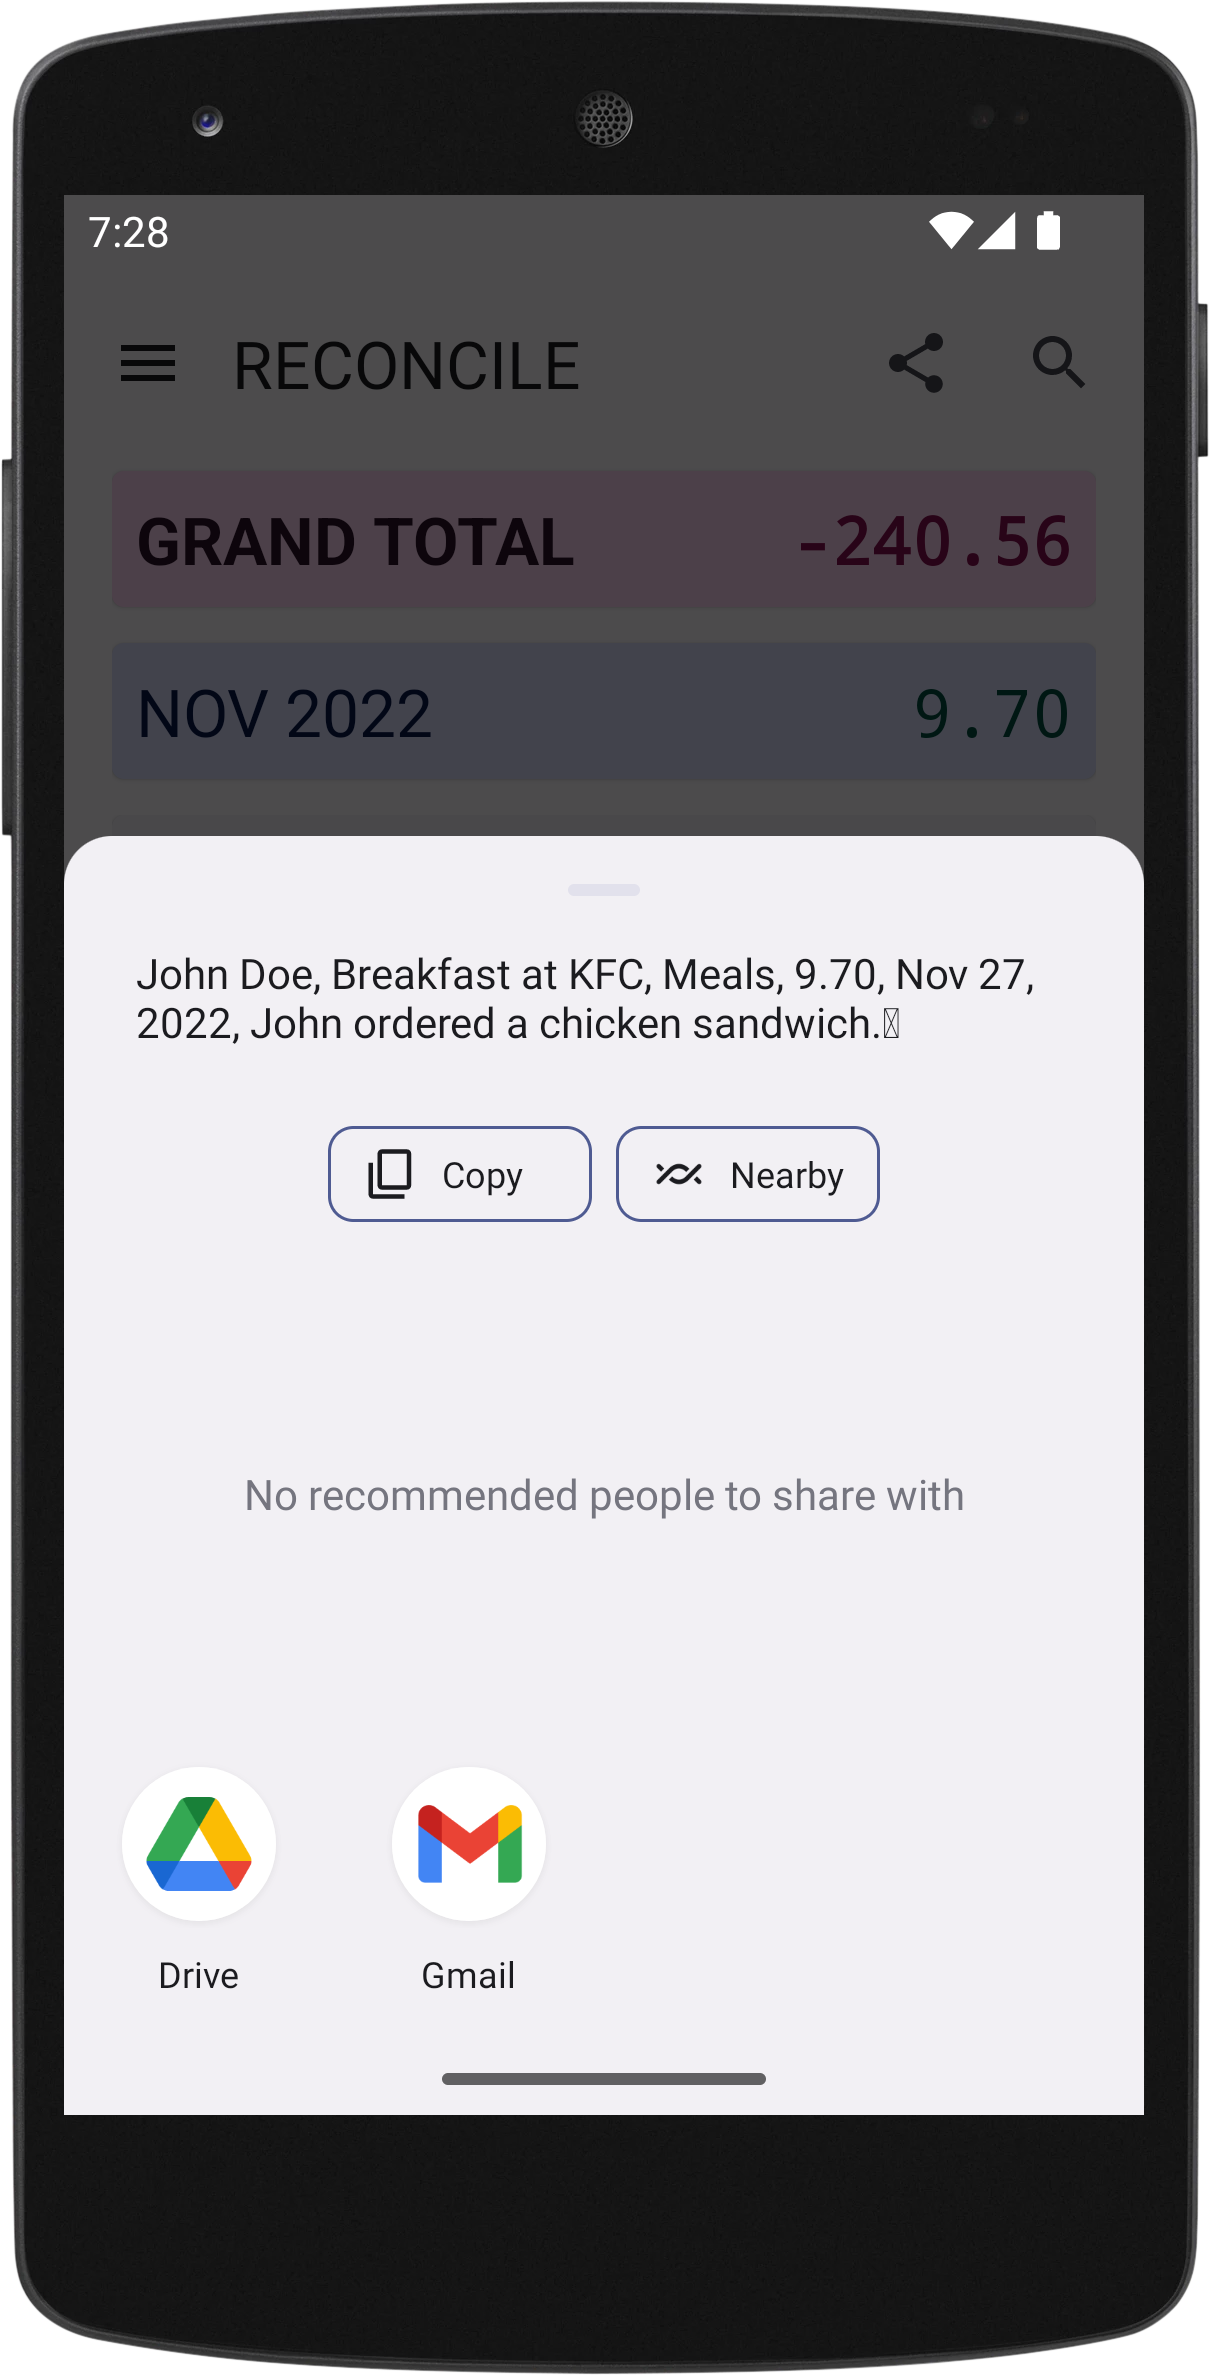 7:28
RECONCILE
GRAND TOTAL -240.56
NOV 2022 9.70
John Doe, Breakfast at KFC, Meals, 9.70, Nov 27,
2022, John ordered a chicken sandwich.
Copy Nearby
No recommended people to share with
Drive Gmail